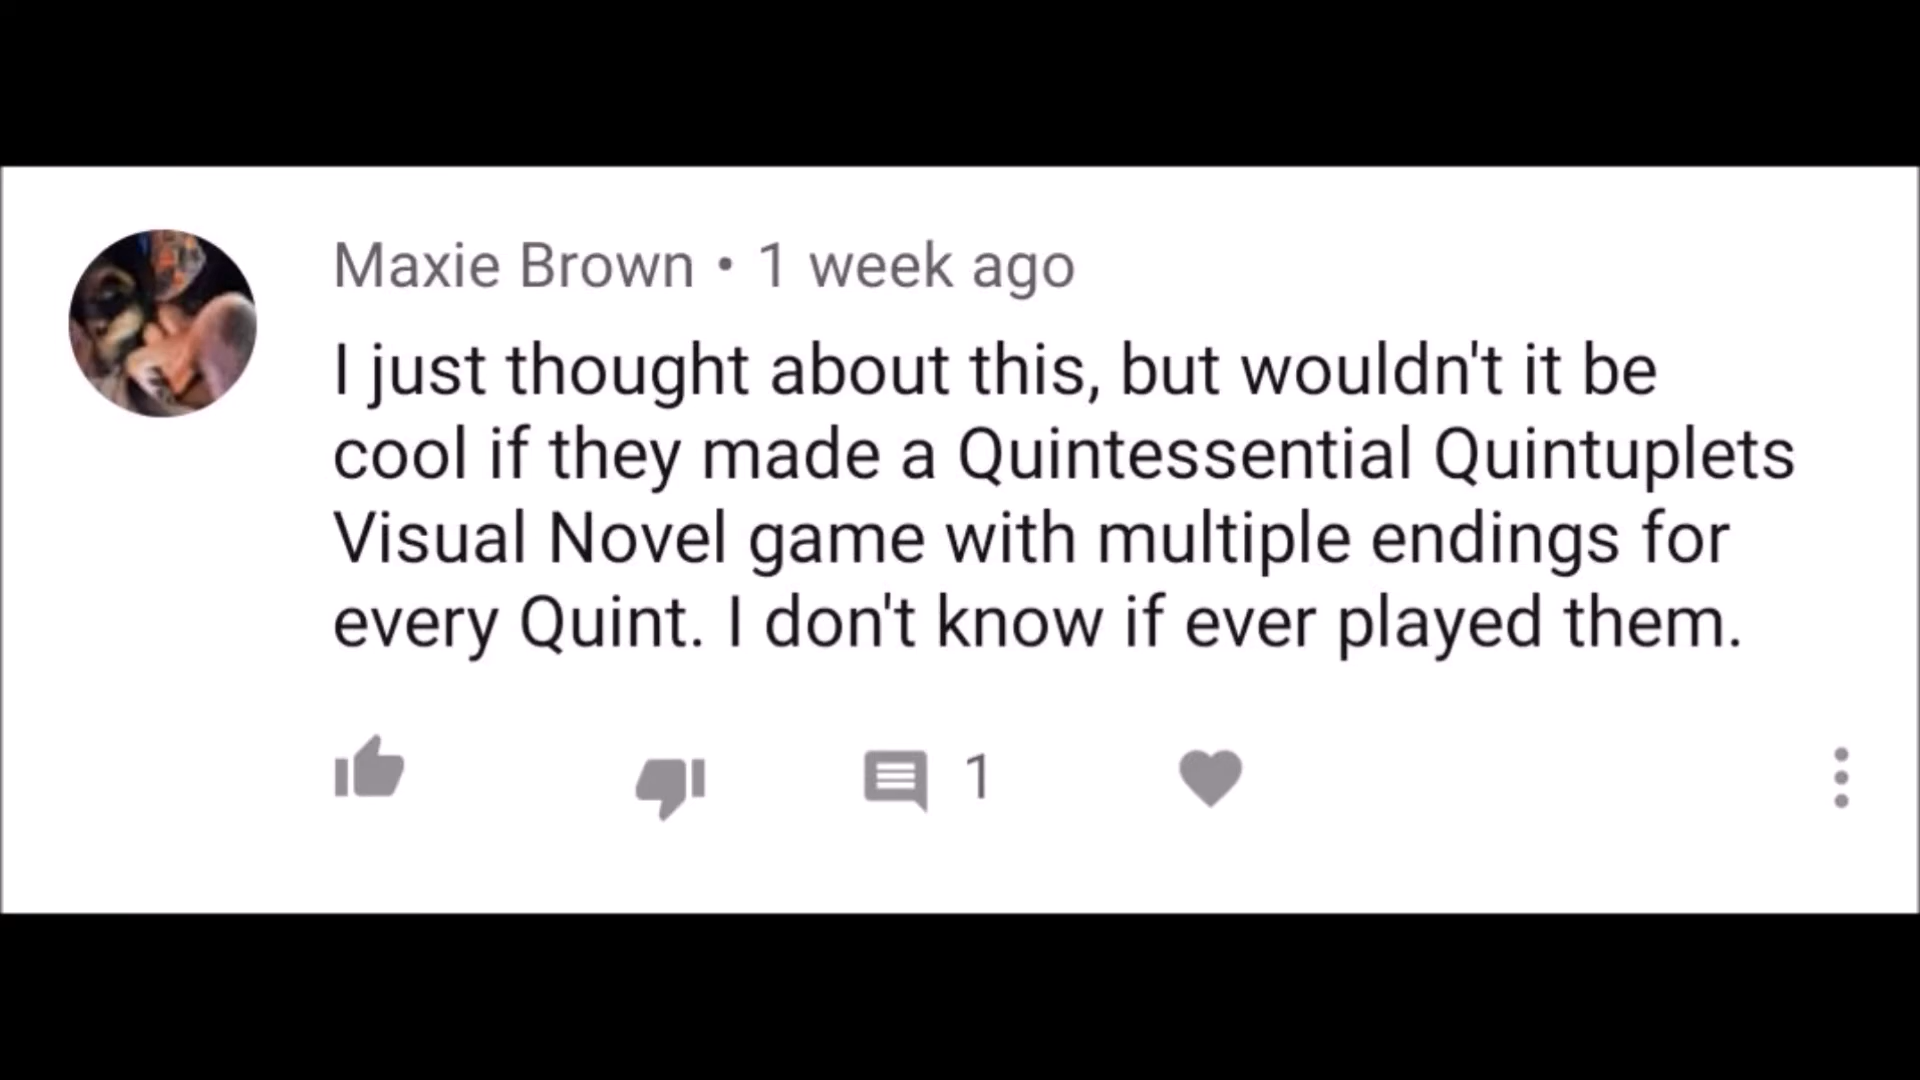 Maxie Brown • 1 week ago
I just thought about this, but wouldn't it be
cool if they made a Quintessential Quintuplets
Visual Novel game with multiple endings for
every Quint. I don't know if ever played them.
1